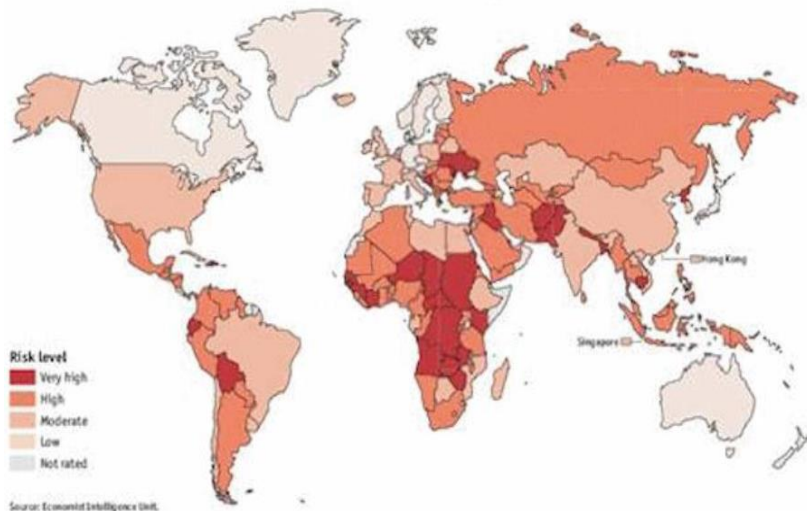 Hong Kong
Singapore
Risk level
Very high
High
Moderate
Low
Not rated
Source: Economist Intelligence Unit.